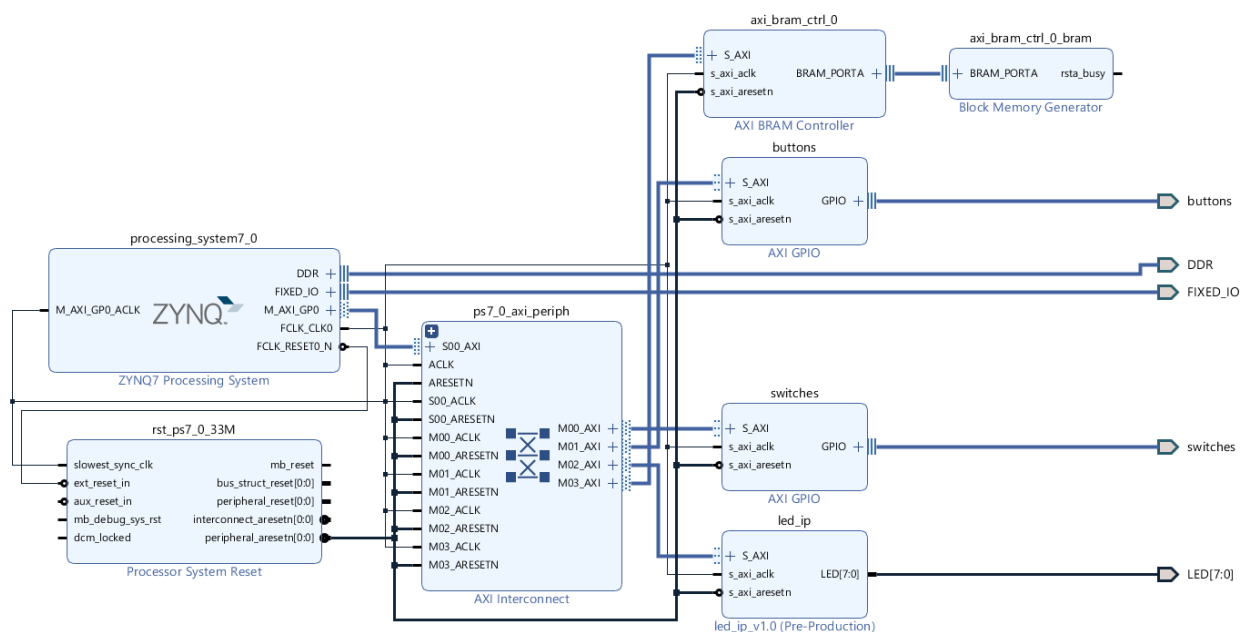 axi_bram_ctrl_0
S_AXI
s_axi_aclk
s_axi_aresetn
BRAM_PORTA
AXI BRAM Controller
axi_bram_ctrl_0_bram
BRAM_PORTA
rsta_busy
Block Memory Generator
buttons
S_AXI
s_axi_aclk
s_axi_aresetn
GPIO
AXI GPIO
buttons
DDR
FIXED_IO
processing_system7_0
M_AXI_GP0_ACLK
ZYNQ
DDR
FIXED_IO
M_AXI_GP0
FCLK_CLK0
FCLK_RESET0_N
ZYNQ7 Processing System
rst_ps7_0_33M
slowest_sync_clk
ext_reset_in
aux_reset_in
mb_debug_sys_rst
dcm_locked
mb_reset
bus_struct_reset[0:0]
peripheral_reset[0:0]
interconnect_aresetn[0:0]
peripheral_aresetn[0:0]
Processor System Reset
ps7_0_axi_periph
S00_AXI
ACLK
ARESETN
S00_ACLK
S00_ARESETN
M00_ACLK
M00_ARESETN
M01_ACLK
M01_ARESETN
M02_ACLK
M02_ARESETN
M03_ACLK
M03_ARESETN
M00_AXI
M01_AXI
M02_AXI
M03_AXI
AXI Interconnect
switches
S_AXI
s_axi_aclk
s_axi_aresetn
GPIO
AXI GPIO
switches
led_ip
S_AXI
s_axi_aclk
s_axi_aresetn
LED[7:0]
led_ip_v1.0 (Pre-Production)
LED[7:0]